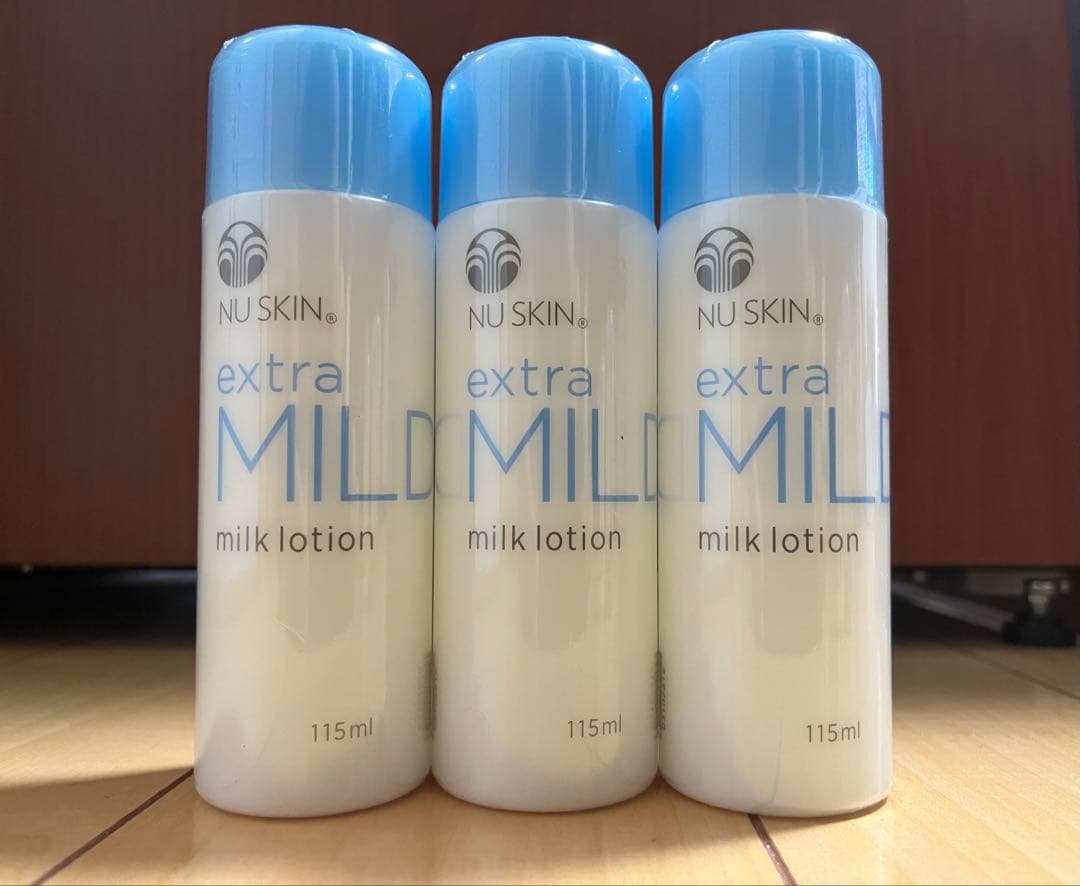 NU SKIN®
extra
MILD
milk lotion
115ml
NU SKIN®
extra
MILD
milk lotion
115ml
NU SKIN®
extra
MILD
milk lotion
115ml